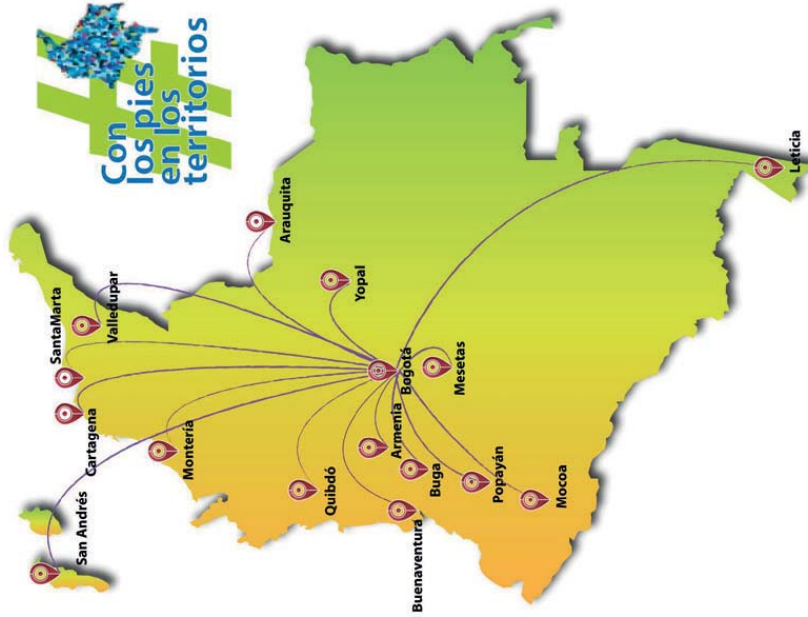 Con
los pies
en los
territorios
San Andrés
Cartagena
SantaMarta
Valledupar
Montería
Arauquita
Quibdó
Yopal
Buenaventura
Buga
Armenia
Bogotá
Mesetas
Popayán
Mocoa
Leticia